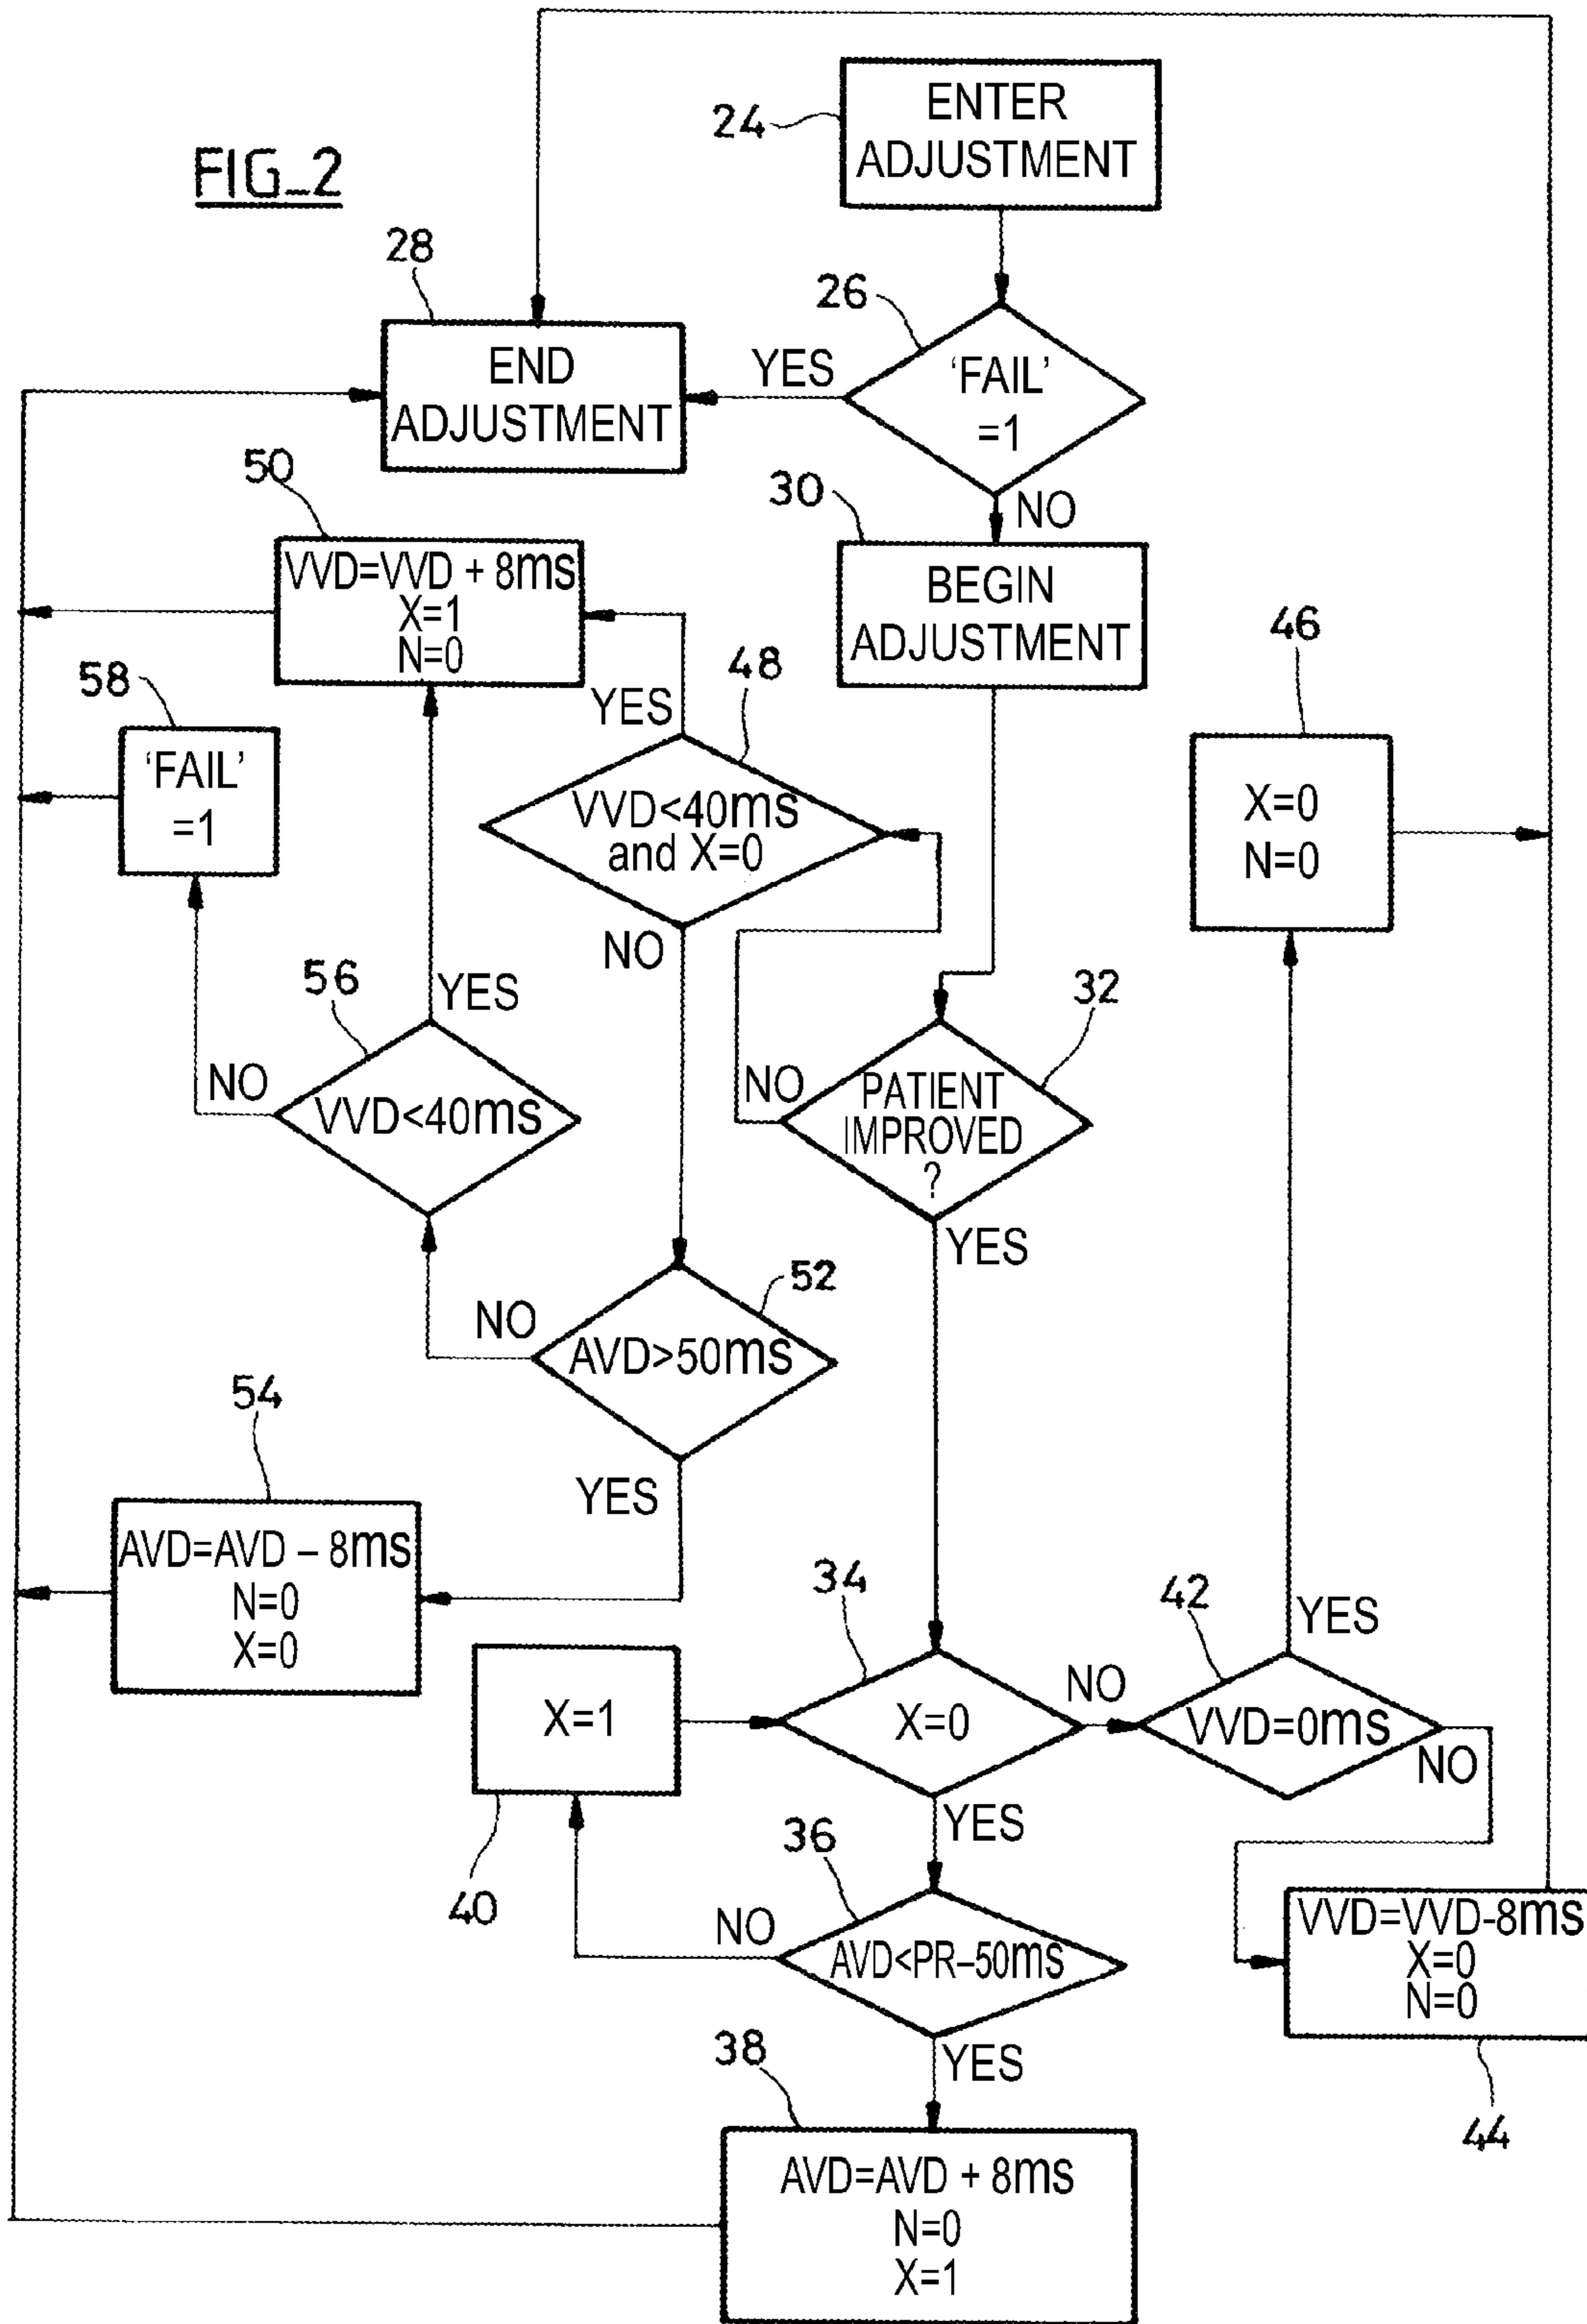 FIG_2
24
ENTER
ADJUSTMENT
28
END
ADJUSTMENT
26
YES
'FAIL'
=1
NO
50
VVD=VVD + 8ms
X=1
N=0
30
BEGIN
ADJUSTMENT
46
X=0
N=0
58
'FAIL'
=1
YES
48
VVD<40ms
and X=0
NO
56
YES
NO
VVD<40ms
32
NO
PATIENT
IMPROVED
?
YES
52
NO
AVD>50ms
YES
54
AVD=AVD – 8ms
N=0
X=0
34
X=0
NO
YES
42
YES
VVD=0ms
NO
X=1
40
36
NO
AVD<PR–50ms
YES
VVD=VVD-8ms
X=0
N=0
44
38
AVD=AVD + 8ms
N=0
X=1